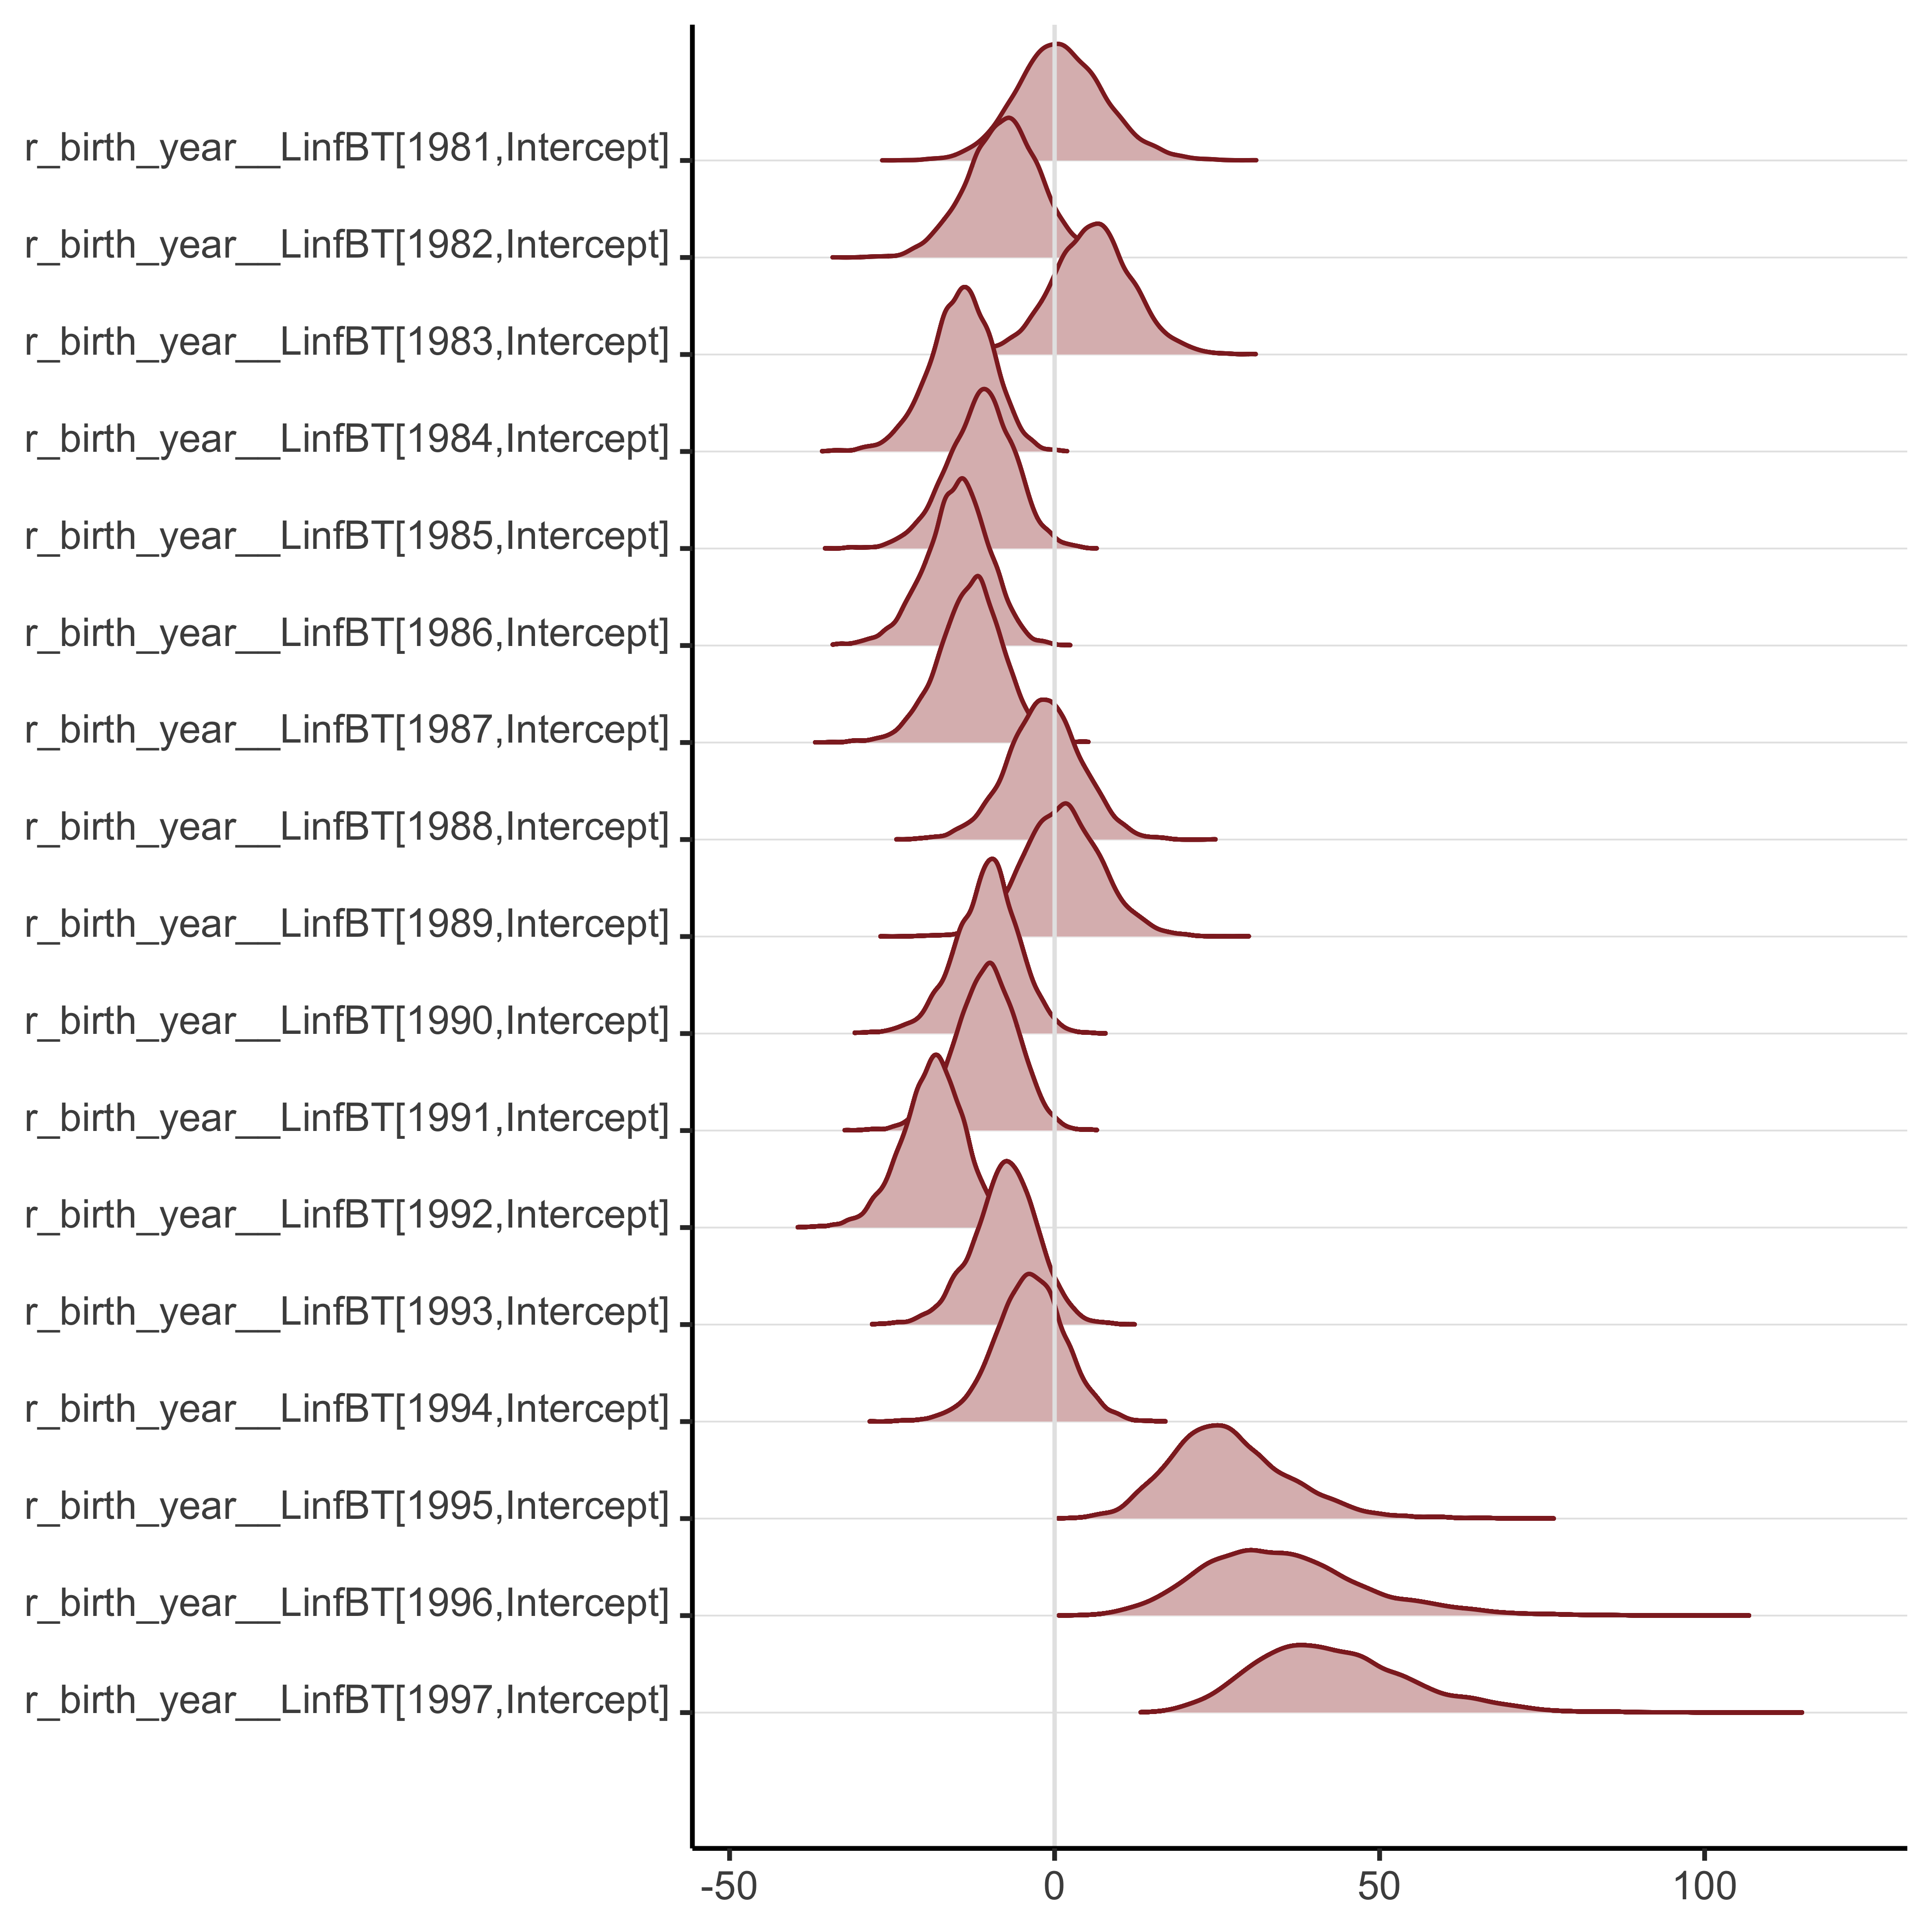 r_birth_year__LinfBT[1981,Intercept]
r_birth_year__LinfBT[1982,Intercept]
r_birth_year__LinfBT[1983,Intercept]
r_birth_year__LinfBT[1984,Intercept]
r_birth_year__LinfBT[1985,Intercept]
r_birth_year__LinfBT[1986,Intercept]
r_birth_year__LinfBT[1987,Intercept]
r_birth_year__LinfBT[1988,Intercept]
r_birth_year__LinfBT[1989,Intercept]
r_birth_year__LinfBT[1990,Intercept]
r_birth_year__LinfBT[1991,Intercept]
r_birth_year__LinfBT[1992,Intercept]
r_birth_year__LinfBT[1993,Intercept]
r_birth_year__LinfBT[1994,Intercept]
r_birth_year__LinfBT[1995,Intercept]
r_birth_year__LinfBT[1996,Intercept]
r_birth_year__LinfBT[1997,Intercept]
-50 0 50 100